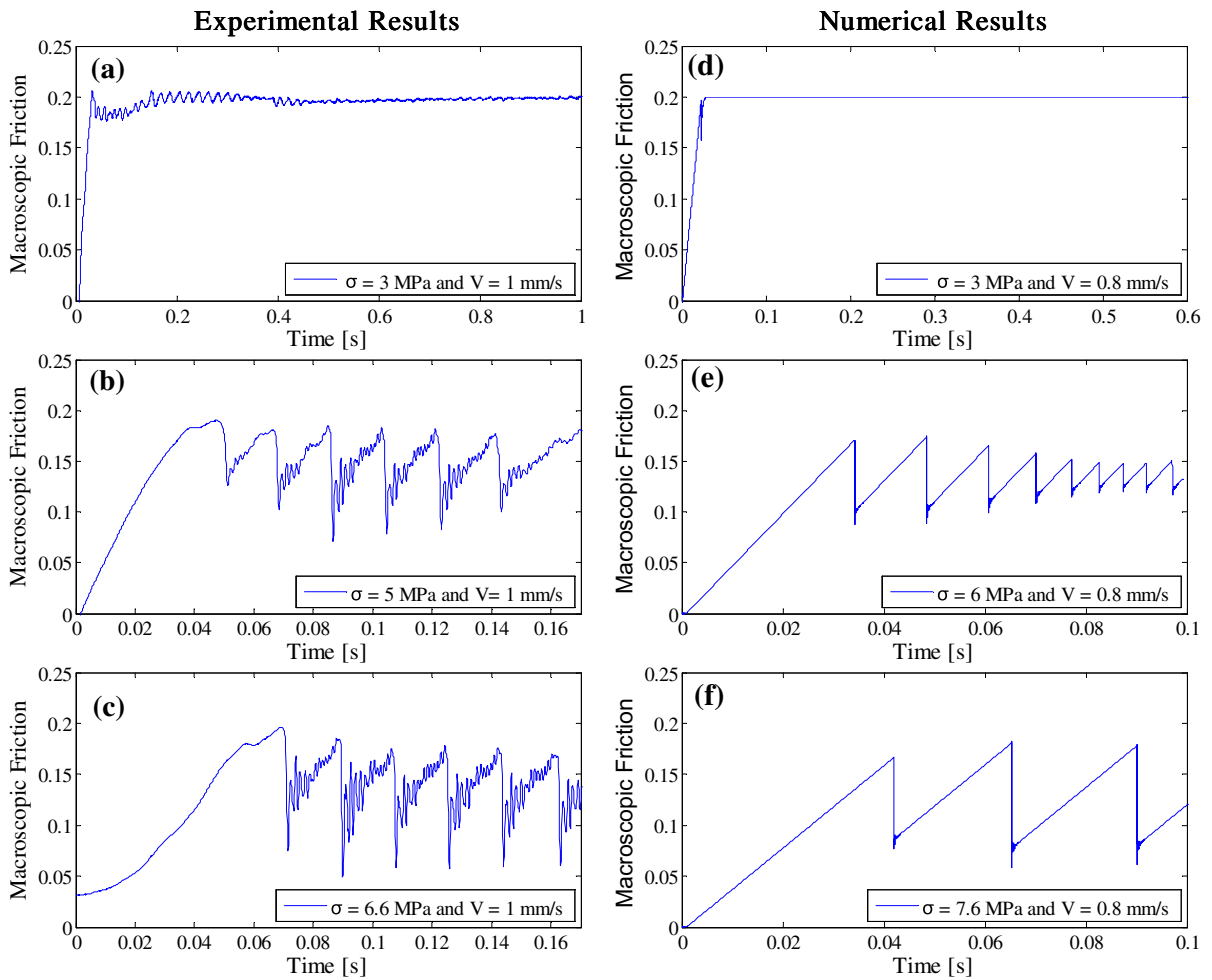 Experimental Results
(a)
0.25
0.2
0.15
0.1
0.05
0
Macroscopic Friction
σ = 3 MPa and V = 1 mm/s
0 0.2 0.4 0.6 0.8 1
Time [s]
(b)
0.25
0.2
0.15
0.1
0.05
0
Macroscopic Friction
σ = 5 MPa and V= 1 mm/s
0 0.02 0.04 0.06 0.08 0.1 0.12 0.14 0.16
Time [s]
(c)
0.25
0.2
0.15
0.1
0.05
0
Macroscopic Friction
σ = 6.6 MPa and V = 1 mm/s
0 0.02 0.04 0.06 0.08 0.1 0.12 0.14 0.16
Time [s]
Numerical Results
(d)
0.25
0.2
0.15
0.1
0.05
0
Macroscopic Friction
σ = 3 MPa and V = 0.8 mm/s
0 0.1 0.2 0.3 0.4 0.5 0.6
Time [s]
(e)
0.25
0.2
0.15
0.1
0.05
0
Macroscopic Friction
σ = 6 MPa and V = 0.8 mm/s
0 0.02 0.04 0.06 0.08 0.1
Time [s]
(f)
0.25
0.2
0.15
0.1
0.05
0
Macroscopic Friction
σ = 7.6 MPa and V = 0.8 mm/s
0 0.02 0.04 0.06 0.08 0.1
Time [s]